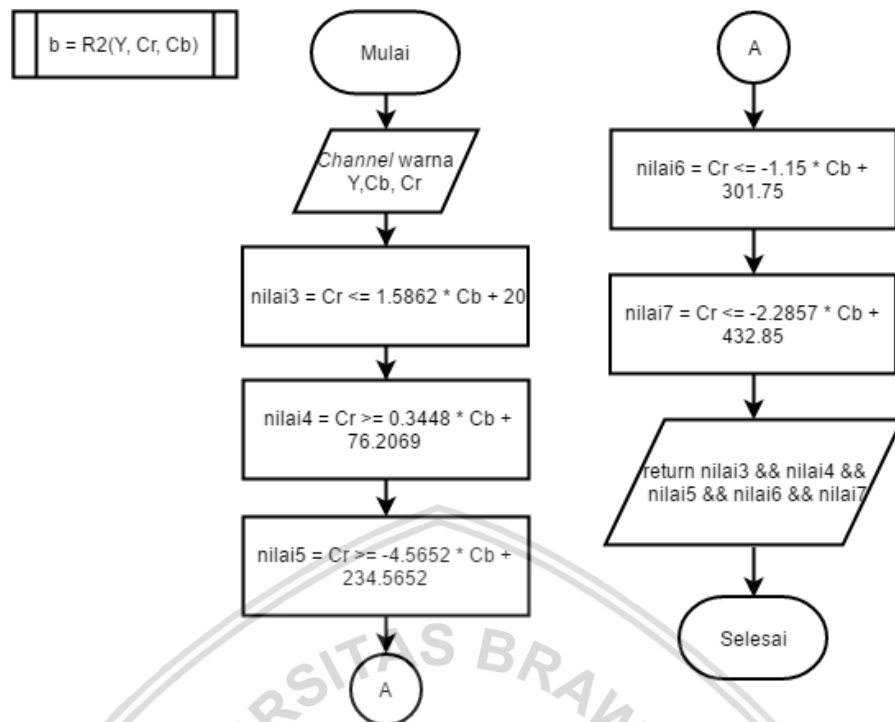 b = R2(Y, Cr, Cb)
Mulai
Channel warna
Y,Cb, Cr
nilai3 = Cr <= 1.5862 * Cb + 20
nilai4 = Cr >= 0.3448 * Cb +
76.2069
nilai5 = Cr >= -4.5652 * Cb +
234.5652
A
A
nilai6 = Cr <= -1.15 * Cb +
301.75
nilai7 = Cr <= -2.2857 * Cb +
432.85
return nilai3 && nilai4 &&
nilai5 && nilai6 && nilai7
Selesai